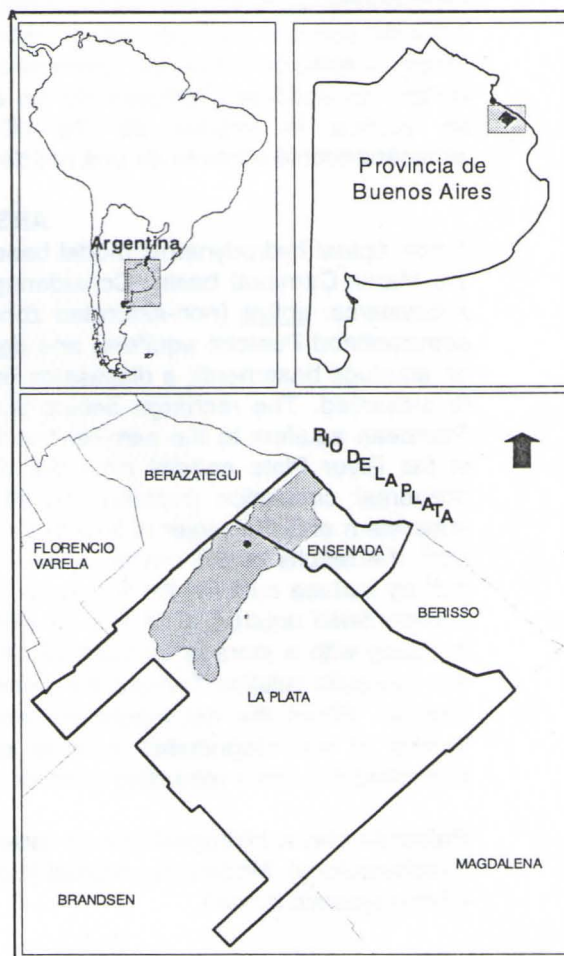 Argentina
Provincia de
Buenos Aires
RIO DE LA PLATA
BERAZATEGUI
FLORENCIO
VARELA
ENSENADA
BERISSO
LA PLATA
MAGDALENA
BRANDSEN